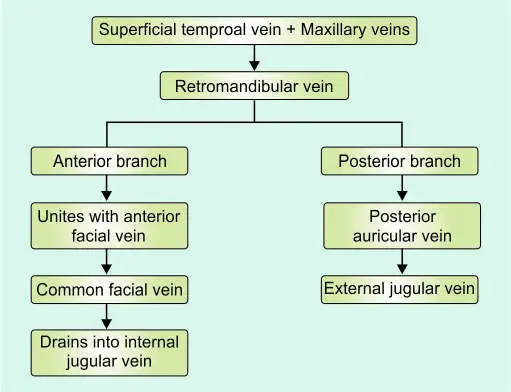 Superficial temproal vein + Maxillary veins
Retromandibular vein
Anterior branch
Posterior branch
Unites with anterior
facial vein
Posterior
auricular vein
Common facial vein
External jugular vein
Drains into internal
jugular vein